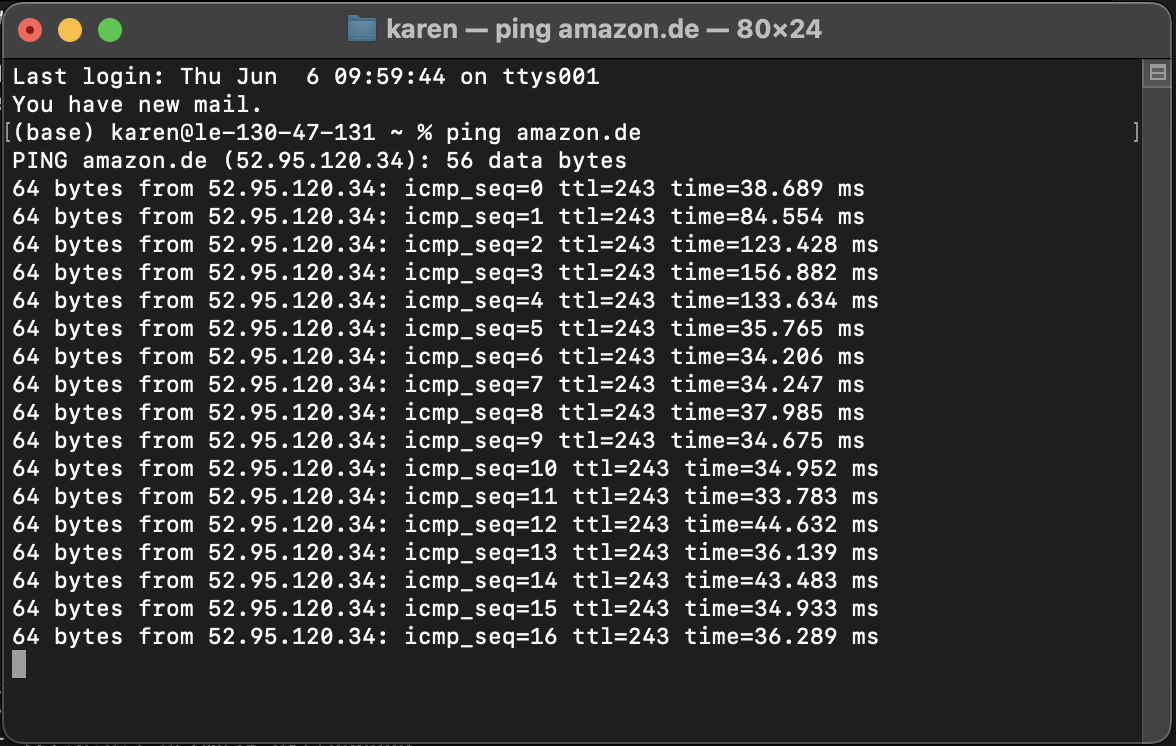 karen — ping amazon.de — 80×24
Last login: Thu Jun  6 09:59:44 on ttys001
You have new mail.
[(base) karen@le-130-47-131 ~ % ping amazon.de ]
PING amazon.de (52.95.120.34): 56 data bytes
64 bytes from 52.95.120.34: icmp_seq=0 ttl=243 time=38.689 ms
64 bytes from 52.95.120.34: icmp_seq=1 ttl=243 time=84.554 ms
64 bytes from 52.95.120.34: icmp_seq=2 ttl=243 time=123.428 ms
64 bytes from 52.95.120.34: icmp_seq=3 ttl=243 time=156.882 ms
64 bytes from 52.95.120.34: icmp_seq=4 ttl=243 time=133.634 ms
64 bytes from 52.95.120.34: icmp_seq=5 ttl=243 time=35.765 ms
64 bytes from 52.95.120.34: icmp_seq=6 ttl=243 time=34.206 ms
64 bytes from 52.95.120.34: icmp_seq=7 ttl=243 time=34.247 ms
64 bytes from 52.95.120.34: icmp_seq=8 ttl=243 time=37.985 ms
64 bytes from 52.95.120.34: icmp_seq=9 ttl=243 time=34.675 ms
64 bytes from 52.95.120.34: icmp_seq=10 ttl=243 time=34.952 ms
64 bytes from 52.95.120.34: icmp_seq=11 ttl=243 time=33.783 ms
64 bytes from 52.95.120.34: icmp_seq=12 ttl=243 time=44.632 ms
64 bytes from 52.95.120.34: icmp_seq=13 ttl=243 time=36.139 ms
64 bytes from 52.95.120.34: icmp_seq=14 ttl=243 time=43.483 ms
64 bytes from 52.95.120.34: icmp_seq=15 ttl=243 time=34.933 ms
64 bytes from 52.95.120.34: icmp_seq=16 ttl=243 time=36.289 ms